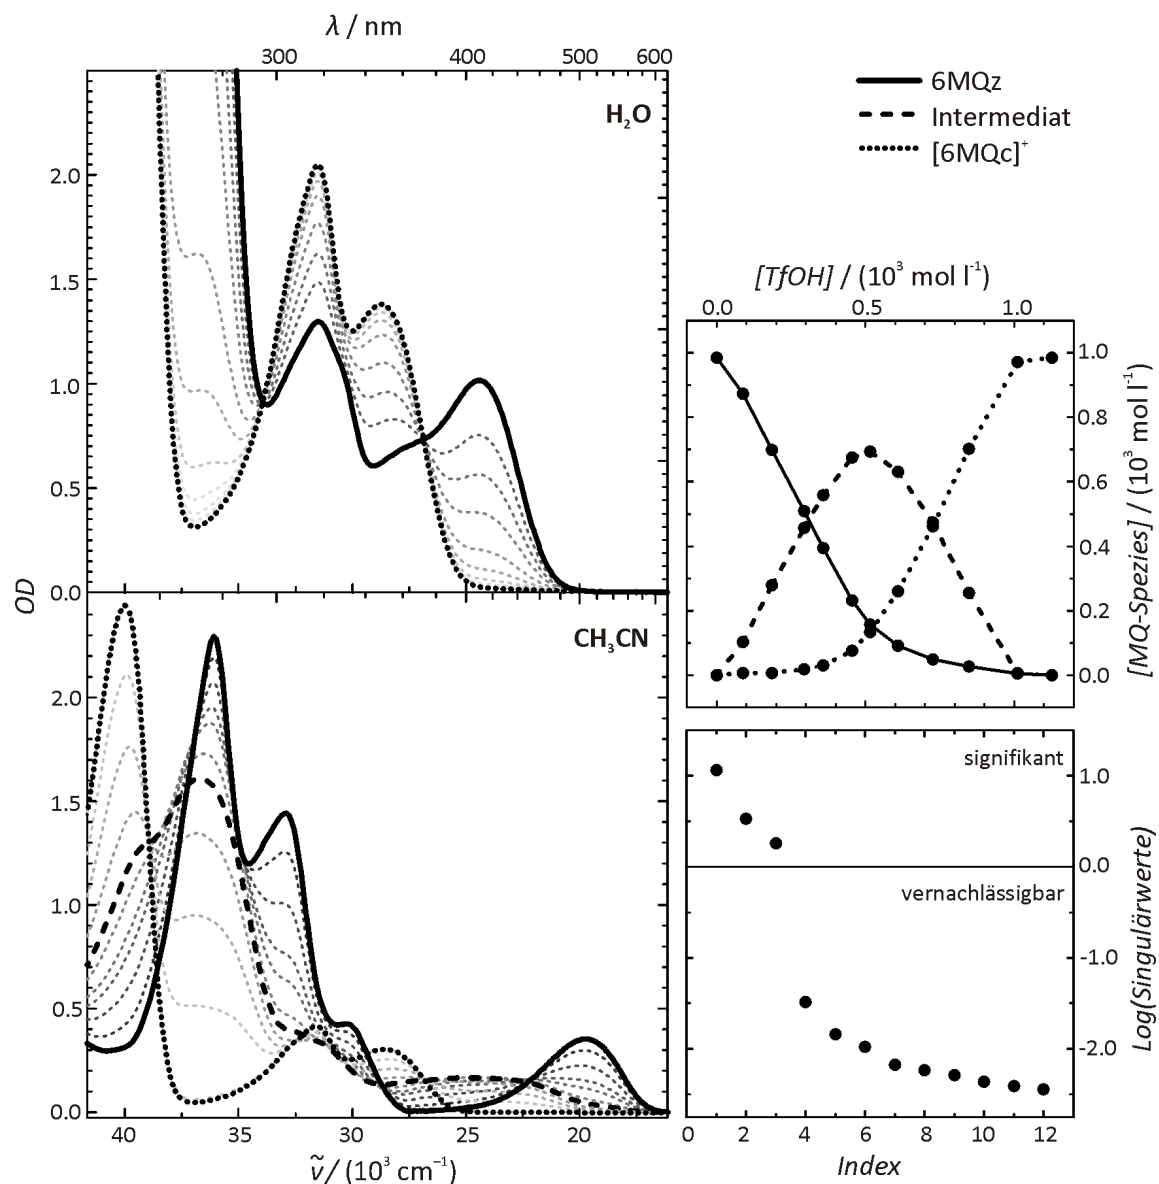 λ / nm
300 400 500 600
H₂O
2.0
1.5
1.0
0.5
0.0
OD
CH₃CN
2.0
1.5
1.0
0.5
0.0
40 35 30 25 20
ṽ / (10³ cm⁻¹)
6MQz
Intermediat
[6MQc]⁺
[TfOH] / (10³ mol l⁻¹)
0.0 0.5 1.0
1.0
0.8
0.6
0.4
0.2
0.0
[MQ-Spezies] / (10³ mol l⁻¹)
signifikant
vernachlässigbar
1.0
0.0
-1.0
-2.0
Log(Singulärwerte)
0 2 4 6 8 10 12
Index